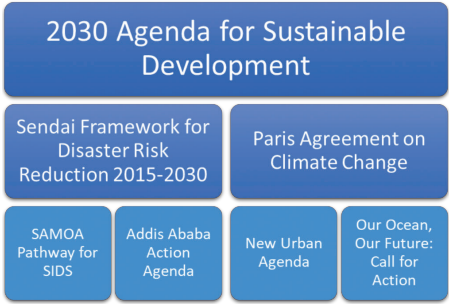 2030 Agenda for Sustainable
Development
Sendai Framework for
Disaster Risk
Reduction 2015-2030
Paris Agreement on
Climate Change
SAMOA
Pathway for
SIDS
Addis Ababa
Action
Agenda
New Urban
Agenda
Our Ocean,
Our Future:
Call for
Action